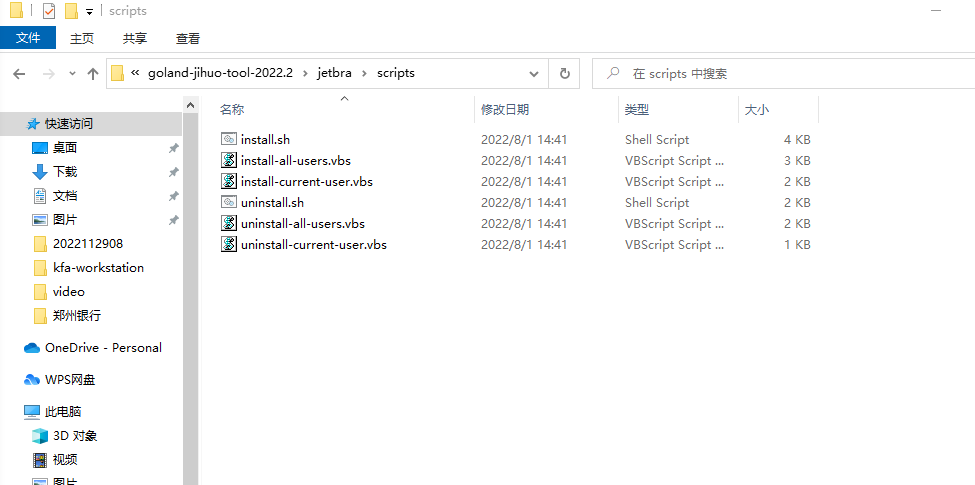 scripts
文件 主页 共享 查看
« goland-jihuo-tool-2022.2 › jetbra › scripts 在 scripts 中搜索
名称 修改日期 类型 大小
快速访问
桌面
下载
文档
图片
2022112908
kfa-workstation
video
郑州银行
OneDrive - Personal
WPS网盘
此电脑
3D 对象
视频
图片
install.sh 2022/8/1 14:41 Shell Script 4 KB
install-all-users.vbs 2022/8/1 14:41 VBScript Script ... 3 KB
install-current-user.vbs 2022/8/1 14:41 VBScript Script ... 2 KB
uninstall.sh 2022/8/1 14:41 Shell Script 2 KB
uninstall-all-users.vbs 2022/8/1 14:41 VBScript Script ... 2 KB
uninstall-current-user.vbs 2022/8/1 14:41 VBScript Script ... 1 KB